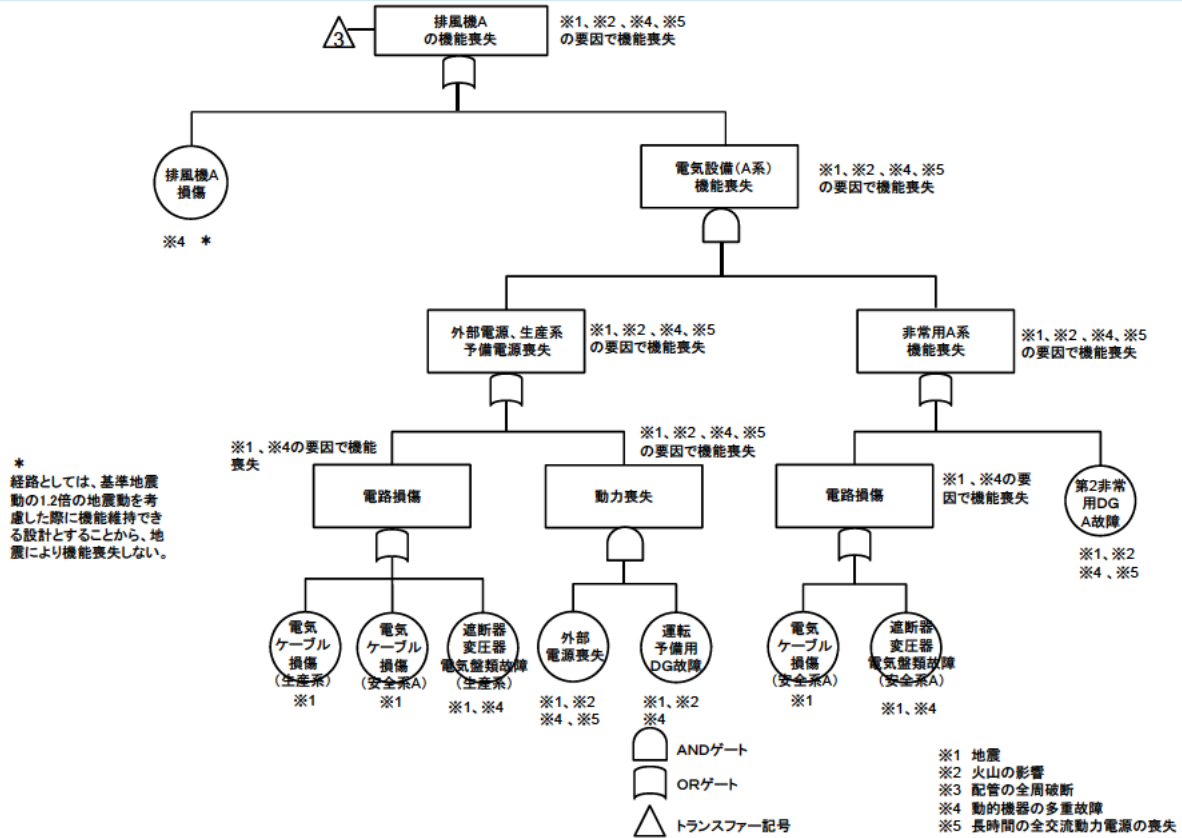 排風機A
の機能喪失
※1、※2 、※4、※5
の要因で機能喪失
3
排風機A
損傷
※4 *
電気設備(A系)
機能喪失
※1、※2 、※4、※5
の要因で機能喪失
外部電源、生産系
予備電源喪失
※1、※2 、※4、※5
の要因で機能喪失
非常用A系
機能喪失
※1、※2 、※4、※5
の要因で機能喪失
※1 、※4の要因で機能
喪失
電路損傷
※1、※2 、※4、※5
の要因で機能喪失
動力喪失
電路損傷
※1 、※4の要
因で機能喪失
第2非常
用DG
A故障
※1、※2
※4 、※5
*
経路としては、基準地震
動の1.2倍の地震動を考
慮した際に機能維持でき
る設計とすることから、地
震により機能喪失しない。
電気
ケーブル
損傷
(生産系)
※1
電気
ケーブル
損傷
(安全系A)
※1
遮断器
変圧器
電気盤類故障
(生産系)
※1、※4
外部
電源喪失
※1、※2
※4 、※5
運転
予備用
DG故障
※1、※2
※4
電気
ケーブル
損傷
(安全系A)
※1
遮断器
変圧器
電気盤類故障
(安全系A)
※1、※4
ANDゲート
ORゲート
トランスファー記号
※1 地震
※2 火山の影響
※3 配管の全周破断
※4 動的機器の多重故障
※5 長時間の全交流動力電源の喪失